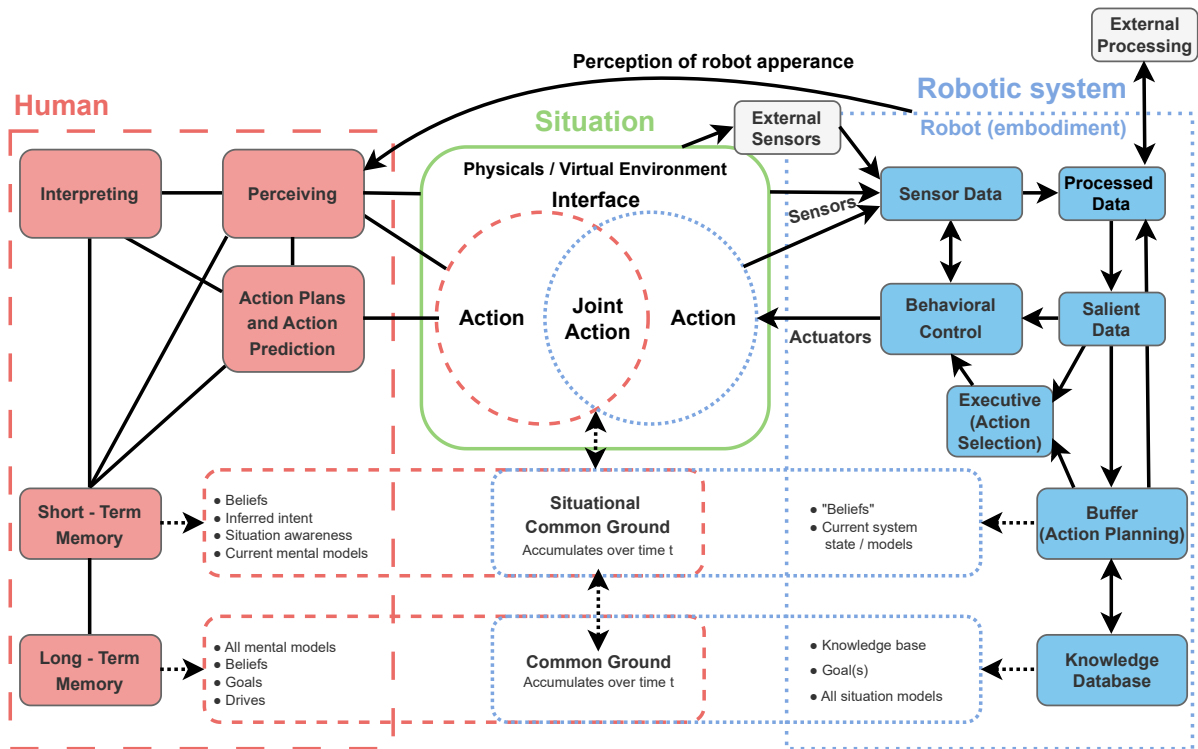 External
Processing
Perception of robot apperance
Human
Situation
Robotic system
Robot (embodiment)
External
Sensors
Physicals / Virtual Environment
Interface
Interpreting
Perceiving
Sensors
Sensor Data
Processed
Data
Action Plans
and Action
Prediction
Action
Joint
Action
Action
Actuators
Behavioral
Control
Salient
Data
Executive
(Action
Selection)
Short - Term
Memory
● Beliefs
● Inferred intent
● Situation awareness
● Current mental models
Situational
Common Ground
Accumulates over time t
● "Beliefs"
● Current system
state / models
Buffer
(Action Planning)
Long - Term
Memory
● All mental models
● Beliefs
● Goals
● Drives
Common Ground
Accumulates over time t
● Knowledge base
● Goal(s)
● All situation models
Knowledge
Database